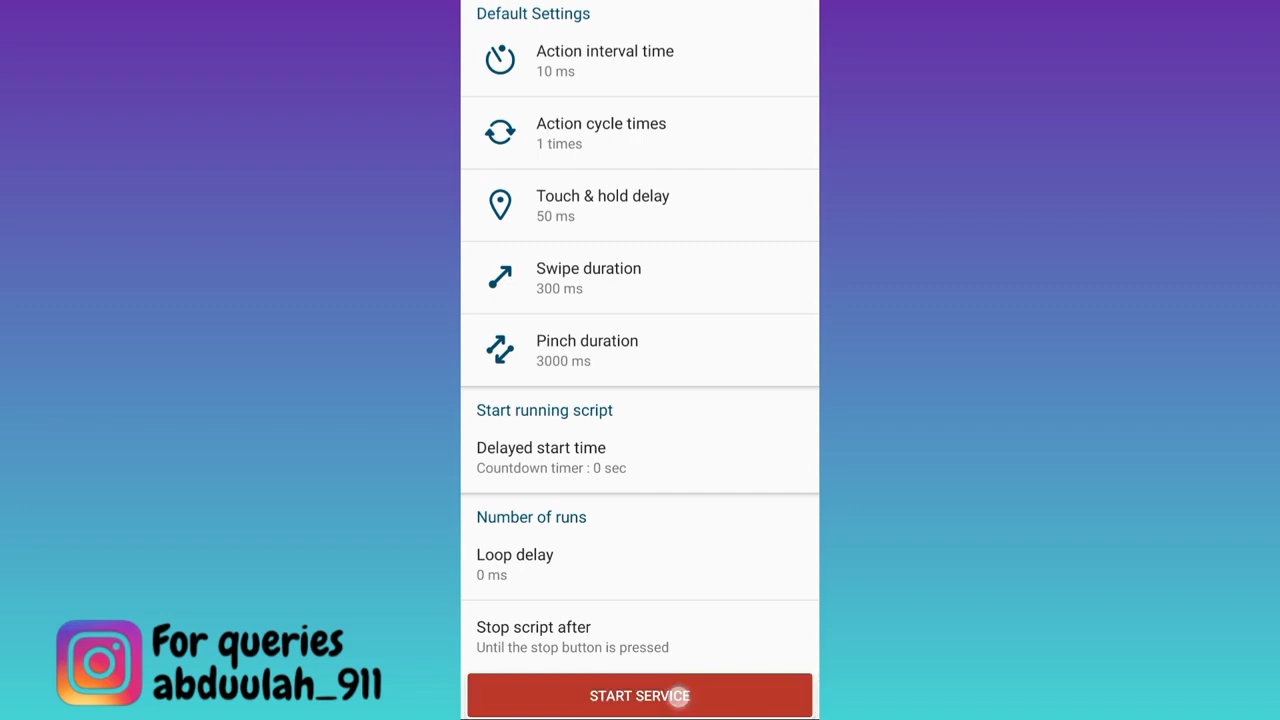 Default Settings
Action interval time
10 ms
Action cycle times
1 times
Touch & hold delay
50 ms
Swipe duration
300 ms
Pinch duration
3000 ms
Start running script
Delayed start time
Countdown timer : 0 sec
Number of runs
Loop delay
0 ms
Stop script after
Until the stop button is pressed
START SERVICE
For queries
abduulah_911